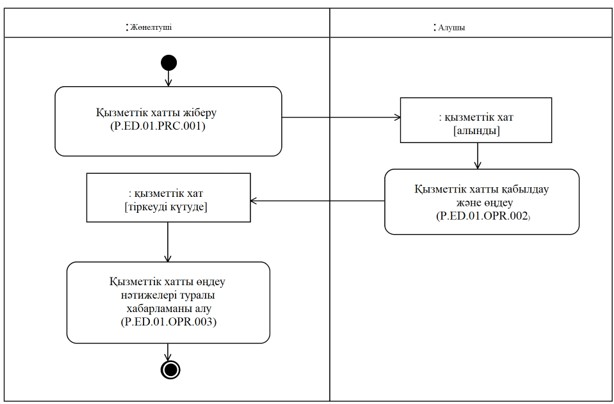 : Жөнелтуші
: Алушы
Қызметтік хатты жіберу
(P.ED.01.PRC.001)
: қызметтік хат
[алынды]
Қызметтік хатты қабылдау
және өңдеу
(P.ED.01.OPR.002)
: қызметтік хат
[тіркеуді күтуде]
Қызметтік хатты өңдеу
нәтижелері туралы
хабарламаны алу
(P.ED.01.OPR.003)